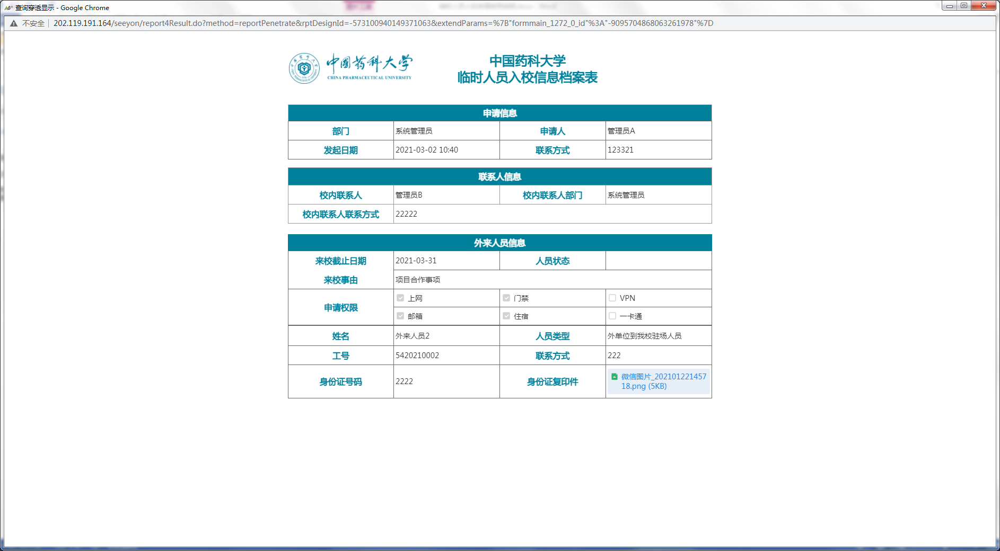 查询穿透显示 - Google Chrome
不安全 202.119.191.164/seeyon/report4Result.do?method=reportPenetrate&rptDesignId=-573100940149371063&extendParams=%7B"formmain_1272_0_id"%3A"-9095704868063261978"%7D
中国药科大学
CHINA PHARMACEUTICAL UNIVERSITY
中国药科大学
临时人员入校信息档案表
申请信息
部门 系统管理员 申请人 管理员A
发起日期 2021-03-02 10:40 联系方式 123321
联系人信息
校内联系人 管理员B 校内联系人部门 系统管理员
校内联系人联系方式 22222
外来人员信息
来校截止日期 2021-03-31 人员状态
来校事由 项目合作事项
申请权限 上网 门禁 VPN
邮箱 住宿 一卡通
姓名 外来人员2 人员类型 外单位到我校驻场人员
工号 5420210002 联系方式 222
身份证号码 2222 身份证复印件 微信图片_202101221457
18.png (5KB)